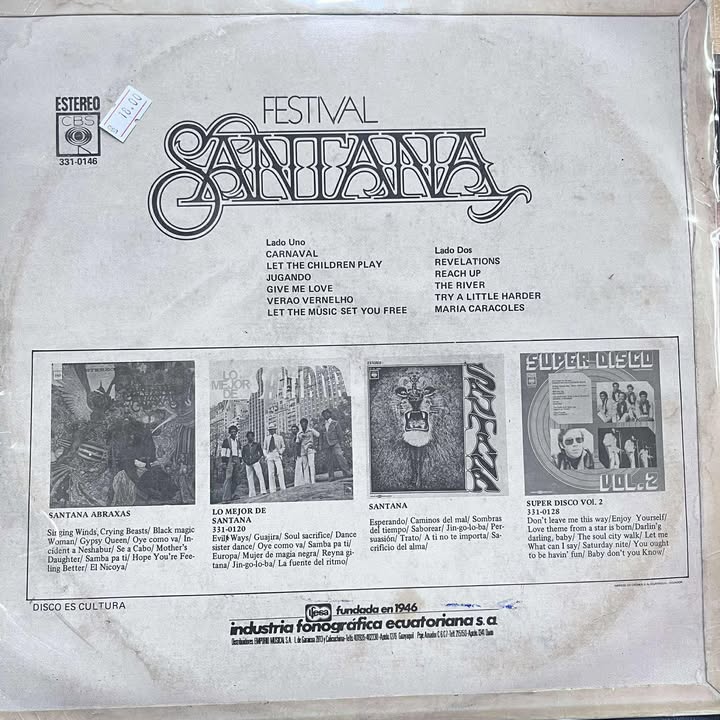 ESTEREO
CBS
331-0146
18.00
FESTIVAL
SANTANA
Lado Uno
CARNAVAL
LET THE CHILDREN PLAY
JUGANDO
GIVE ME LOVE
VERAO VERNELHO
LET THE MUSIC SET YOU FREE
Lado Dos
REVELATIONS
REACH UP
THE RIVER
TRY A LITTLE HARDER
MARIA CARACOLES
SANTANA ABRAXAS
Singing Winds, Crying Beasts/ Black magic
Woman/ Gypsy Queen/ Oye como va/ In-
cident a Neshabur/ Se a Cabo/ Mother's
Daughter/ Samba pa ti/ Hope You're Fee-
ling Better/ El Nicoya
LO MEJOR DE
LO MEJOR DE
SANTANA
331-0120
Evils Ways/ Guajira/ Soul sacrifice/ Dance
sister dance/ Oye como va/ Samba pa ti/
Europa/ Mujer de magia negra/ Reyna gi-
tana/ Jin-go-lo-ba/ La fuente del ritmo/
SANTANA
SANTANA
Esperando/ Caminos del mal/ Sombras
del tiempo/ Saborear/ Jin-go-lo-ba/ Per-
suasión/ Trato/ A ti no te importa/ Sa-
crificio del alma/
SUPER DISCO
VOL. 2
SUPER DISCO VOL. 2
331-0128
Don't leave me this way/Enjoy Yourself/
Love theme from a star is born/Darlin'g
darling, baby/ The soul city walk/ Let me
What can I say/ Saturday nite/ You ought
to be havin' fun/ Baby don't you Know/
DISCO ES CULTURA
ifesa fundada en 1946
industria fonográfica ecuatoriana s.a.